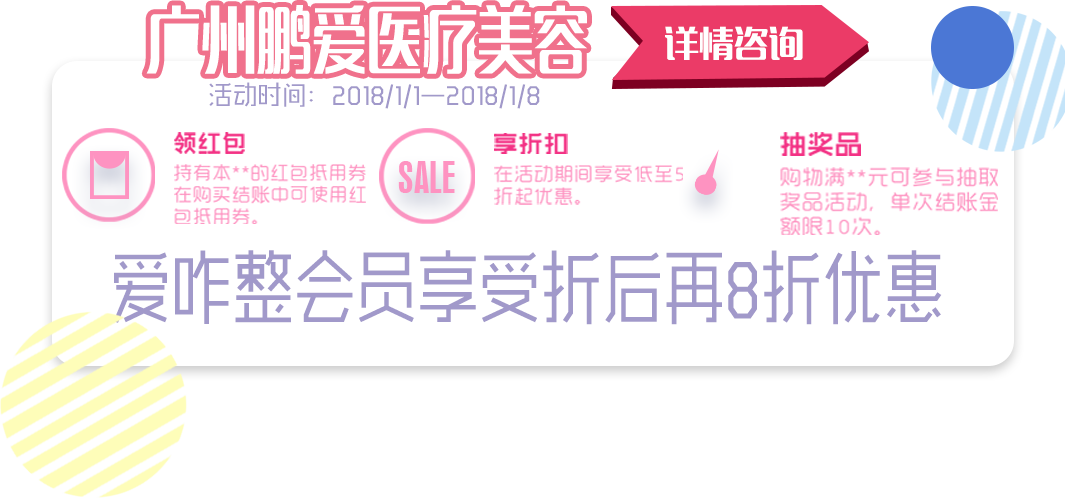 广州鹏爱医疗美容
详情咨询
活动时间：2018/1/1—2018/1/8
领红包
持有本**的红包抵用券
在购买结账中可使用红
包抵用券。
SALE
享折扣
在活动期间享受低至5
折起优惠。
抽奖品
购物满**元可参与抽取
奖品活动，单次结账金
额限10次。
爱咋整会员享受折后再8折优惠